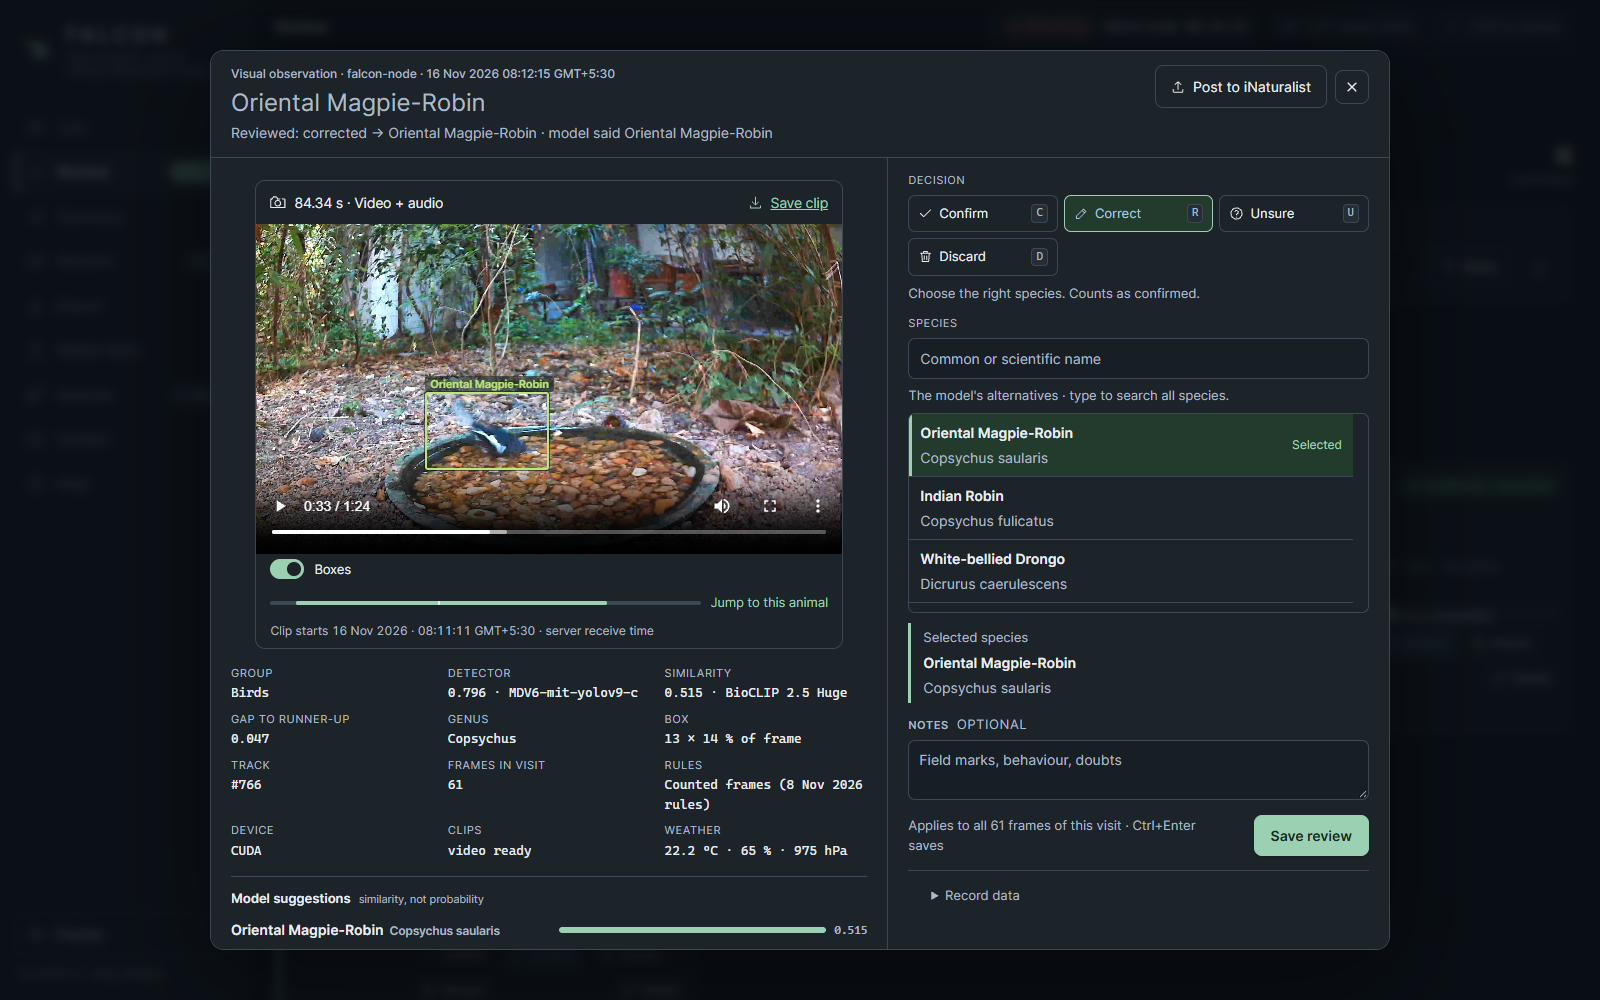 Visual observation · falcon-node · 16 Nov 2026 08:12:15 GMT+5:30
Oriental Magpie-Robin
Reviewed: corrected → Oriental Magpie-Robin · model said Oriental Magpie-Robin
Post to iNaturalist
84.34 s · Video + audio
Save clip
Oriental Magpie-Robin
0:33 / 1:24
Boxes
Jump to this animal
Clip starts 16 Nov 2026 · 08:11:11 GMT+5:30 · server receive time
GROUP
Birds
DETECTOR
0.796 · MDV6-mit-yolov9-c
SIMILARITY
0.515 · BioCLIP 2.5 Huge
GAP TO RUNNER-UP
0.047
GENUS
Copsychus
BOX
13 × 14 % of frame
TRACK
#766
FRAMES IN VISIT
61
RULES
Counted frames (8 Nov 2026
rules)
DEVICE
CUDA
CLIPS
video ready
WEATHER
22.2 ºC · 65 % · 975 hPa
Model suggestions similarity, not probability
Oriental Magpie-Robin Copsychus saularis 0.515
DECISION
Confirm C
Correct R
Unsure U
Discard D
Choose the right species. Counts as confirmed.
SPECIES
Common or scientific name
The model's alternatives · type to search all species.
Oriental Magpie-Robin
Copsychus saularis
Selected
Indian Robin
Copsychus fulicatus
White-bellied Drongo
Dicrurus caerulescens
Selected species
Oriental Magpie-Robin
Copsychus saularis
NOTES OPTIONAL
Field marks, behaviour, doubts
Applies to all 61 frames of this visit · Ctrl+Enter
saves
Save review
Record data